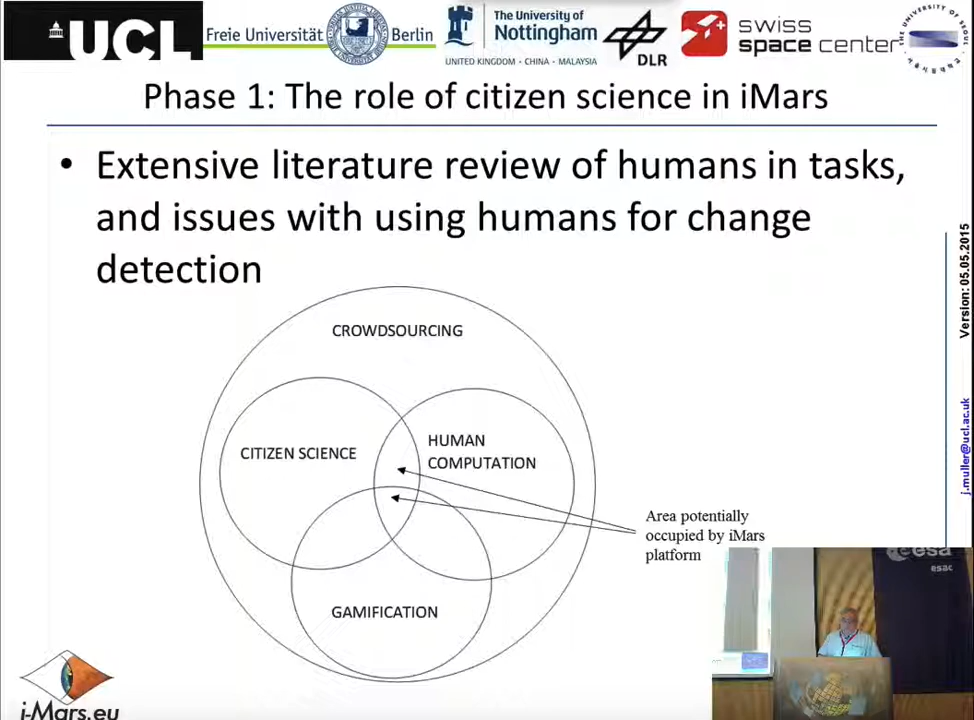 UCL
Freie Universität Berlin
The University of
Nottingham
UNITED KINGDOM · CHINA · MALAYSIA
DLR
swiss
space center
Phase 1: The role of citizen science in iMars
• Extensive literature review of humans in tasks,
and issues with using humans for change
detection
CROWDSOURCING
CITIZEN SCIENCE
HUMAN
COMPUTATION
GAMIFICATION
Area potentially
occupied by iMars
platform
Version: 05.05.2015
j.muller@ucl.ac.uk
esa
esac
i-Mars.eu